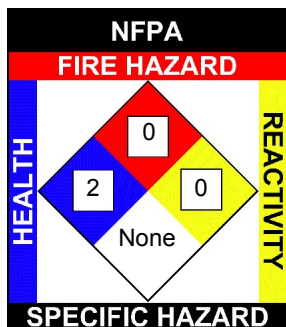 NFPA
FIRE HAZARD
0
HEALTH
2
0
REACTIVITY
None
SPECIFIC HAZARD